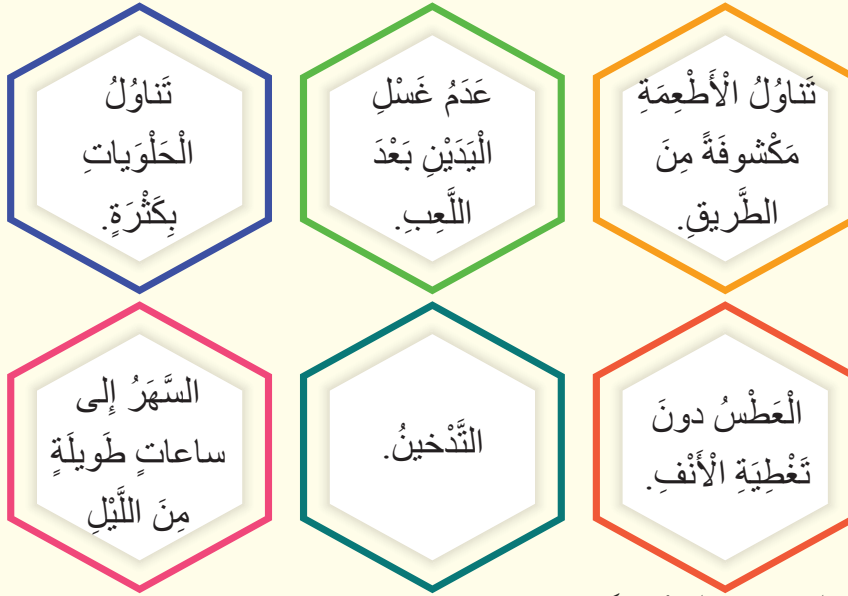 تَناوُلُ الْأَطْعِمَةِ
مَكْشوفَةً مِنَ
الطَّريقِ.
عَدَمُ غَسْلِ
الْيَدَيْنِ بَعْدَ
اللَّعِبِ.
تَناوُلُ
الْحَلْوَياتِ
بِكَثْرَةٍ.
الْعَطْسُ دونَ
تَغْطِيَةِ الْأَنْفِ.
التَّدْخينُ.
السَّهَرُ إِلى
ساعاتٍ طَويلَةٍ
مِنَ اللَّيْلِ